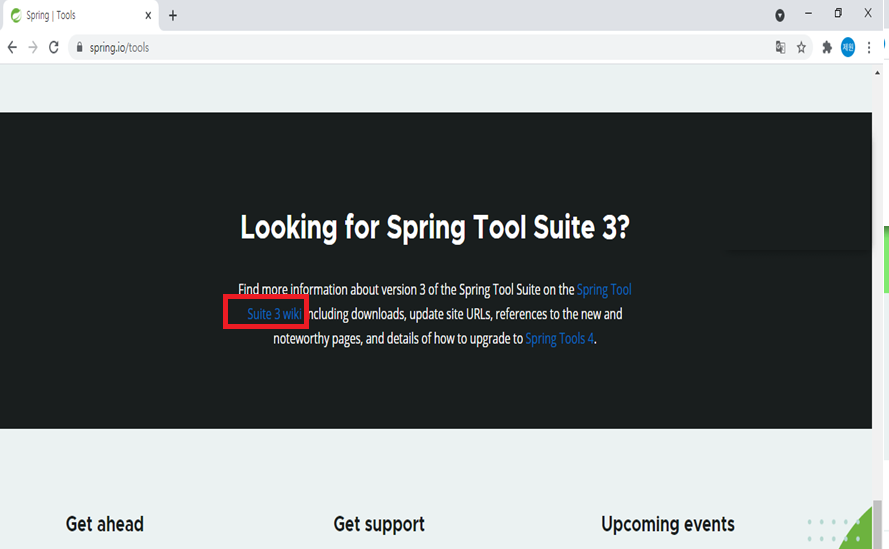 Spring | Tools
spring.io/tools
재원
Looking for Spring Tool Suite 3?
Find more information about version 3 of the Spring Tool Suite on the Spring Tool
Suite 3 wiki including downloads, update site URLs, references to the new and
noteworthy pages, and details of how to upgrade to Spring Tools 4.
Get ahead
Get support
Upcoming events